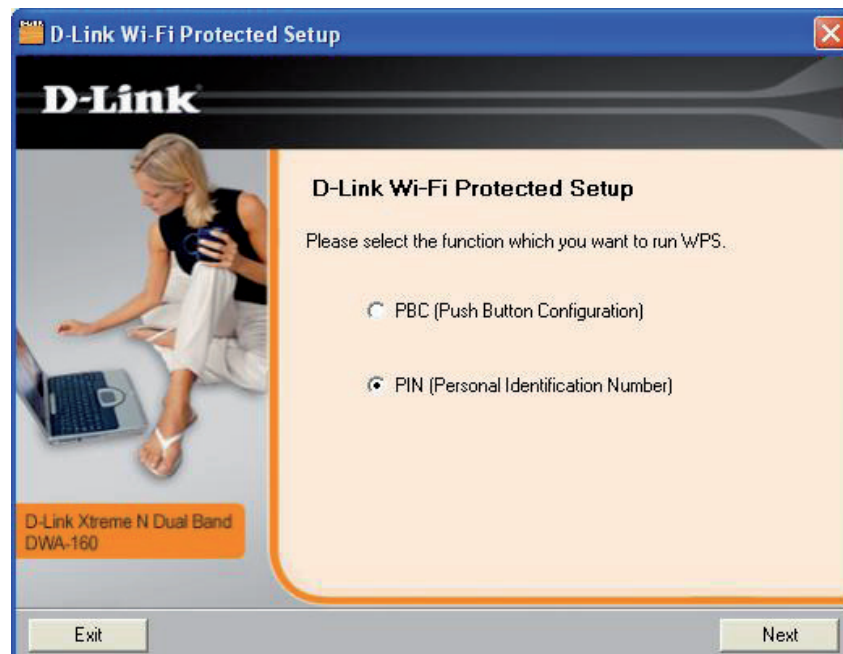 D-Link Wi-Fi Protected Setup
D-Link
D-Link Wi-Fi Protected Setup
Please select the function which you want to run WPS.
PBC (Push Button Configuration)
PIN (Personal Identification Number)
D-Link Xtreme N Dual Band
DWA-160
Exit
Next